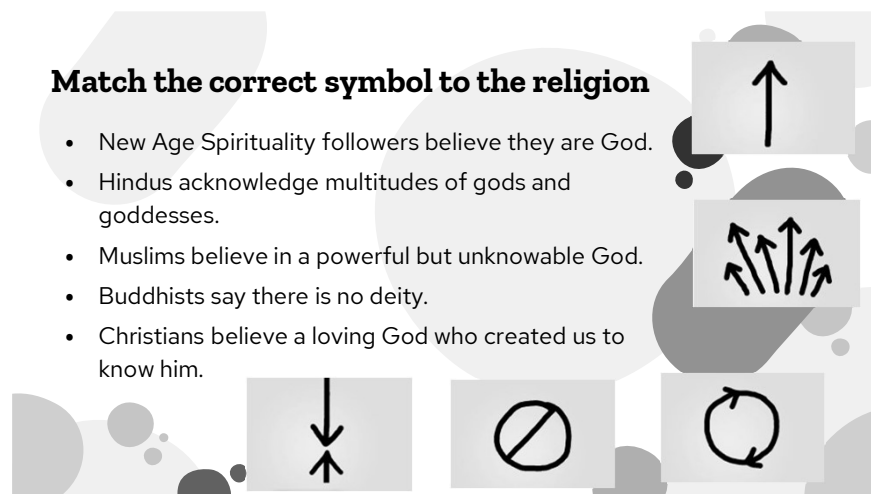 Match the correct symbol to the religion
• New Age Spirituality followers believe they are God.
• Hindus acknowledge multitudes of gods and
goddesses.
• Muslims believe in a powerful but unknowable God.
• Buddhists say there is no deity.
• Christians believe a loving God who created us to
know him.